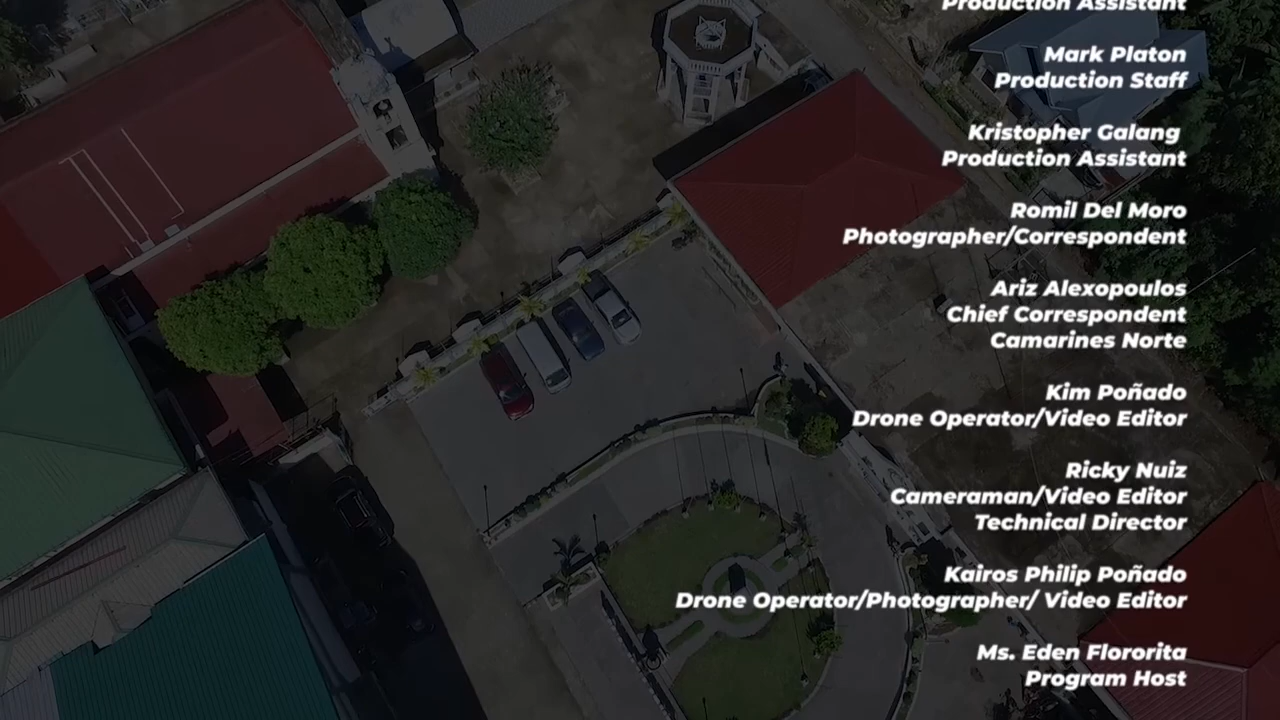 Production Assistant
Mark Platon
Production Staff
Kristopher Galang
Production Assistant
Romil Del Moro
Photographer/Correspondent
Ariz Alexopoulos
Chief Correspondent
Camarines Norte
Kim Poñado
Drone Operator/Video Editor
Ricky Nuiz
Cameraman/Video Editor
Technical Director
Kairos Philip Poñado
Drone Operator/Photographer/ Video Editor
Ms. Eden Flororita
Program Host